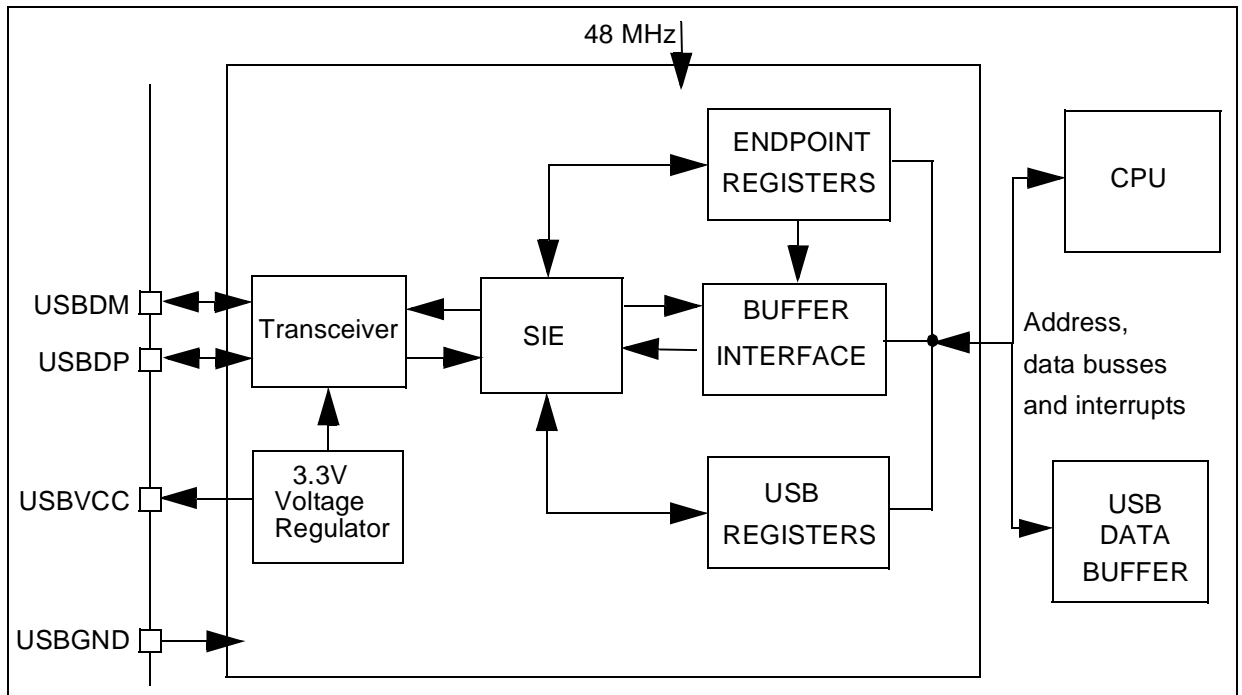 48 MHz
ENDPOINT
REGISTERS
CPU
USBDM
USBDP
Transceiver
SIE
BUFFER
INTERFACE
Address,
data busses
and interrupts
USBVCC
3.3V
Voltage
Regulator
USB
REGISTERS
USB
DATA
BUFFER
USBGND